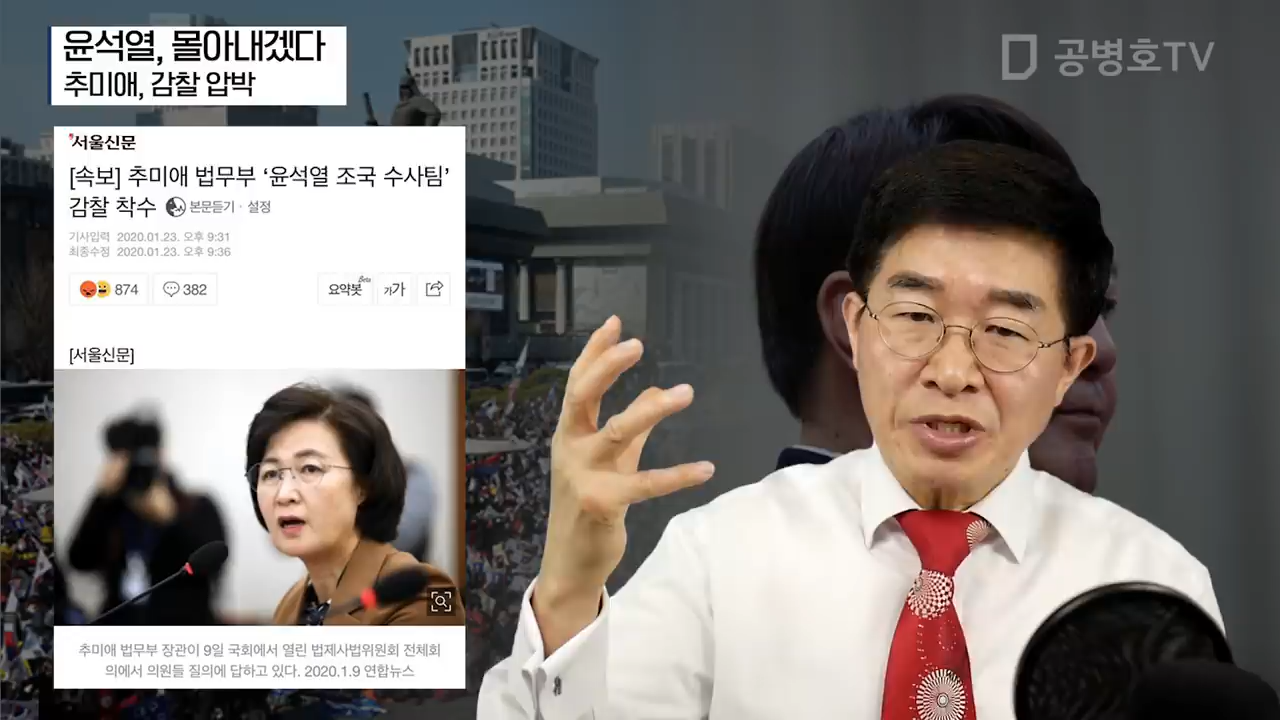 윤석열, 몰아내겠다
추미애, 감찰 압박
공병호TV
서울신문
[속보] 추미애 법무부 ‘윤석열 조국 수사팀’
감찰 착수 본문듣기 · 설정
기사입력 2020.01.23. 오후 9:31
최종수정 2020.01.23. 오후 9:36
874 382 요약봇 Beta 가가
[서울신문]
추미애 법무부 장관이 9일 국회에서 열린 법제사법위원회 전체회
의에서 의원들 질의에 답하고 있다. 2020.1.9 연합뉴스